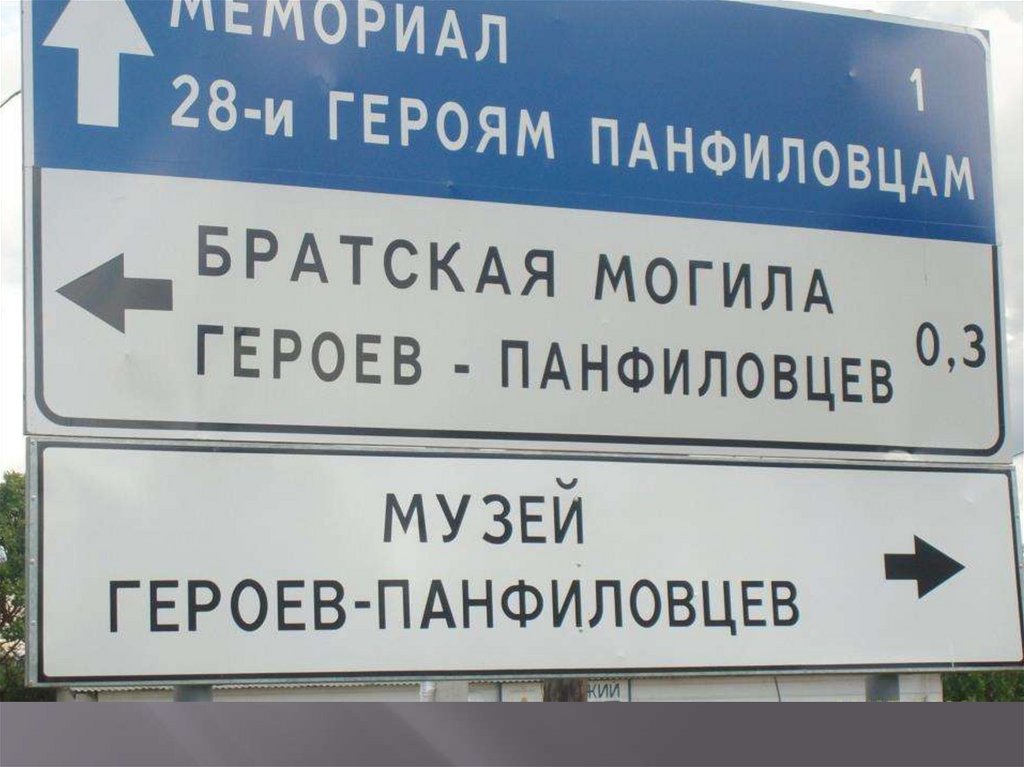 МЕМОРИАЛ
1
28-и ГЕРОЯМ ПАНФИЛОВЦАМ
БРАТСКАЯ МОГИЛА
ГЕРОЕВ - ПАНФИЛОВЦЕВ 0,3
МУЗЕЙ
ГЕРОЕВ-ПАНФИЛОВЦЕВ